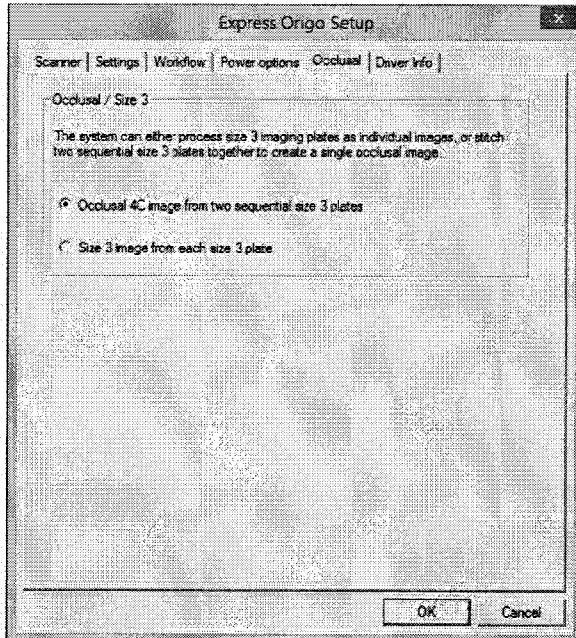 Express Origo Setup
Scanner | Settings | Workflow | Power options | Occlusal | Driver Info
Occlusal / Size 3
The system can either process size 3 imaging plates as individual images, or stitch
two sequential size 3 plates together to create a single occlusal image.
Occlusal 4C image from two sequential size 3 plates
Size 3 image from each size 3 plate
OK Cancel